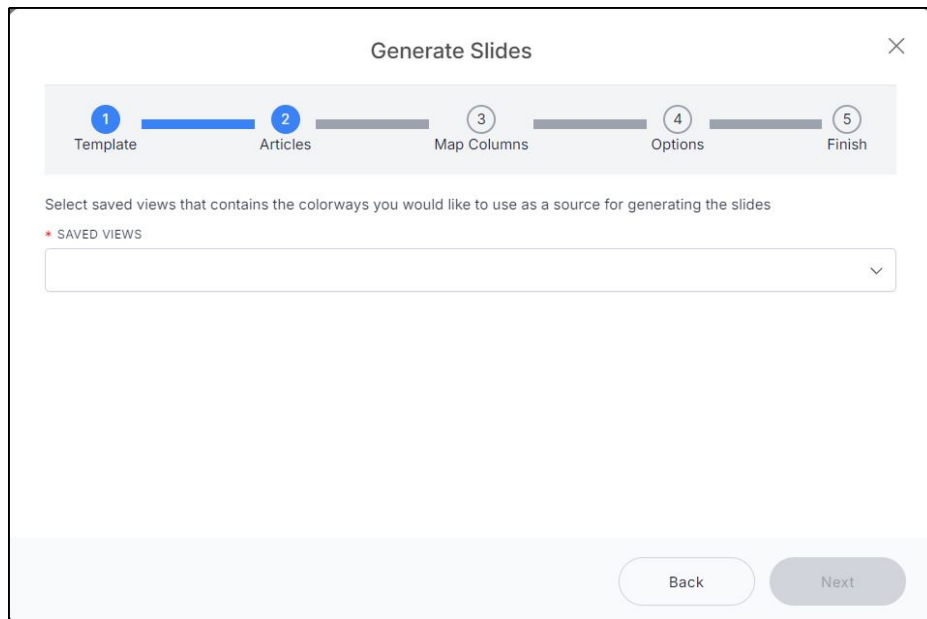 Generate Slides
1 2 3 4 5
Template Articles Map Columns Options Finish
Select saved views that contains the colorways you would like to use as a source for generating the slides
* SAVED VIEWS
Back Next